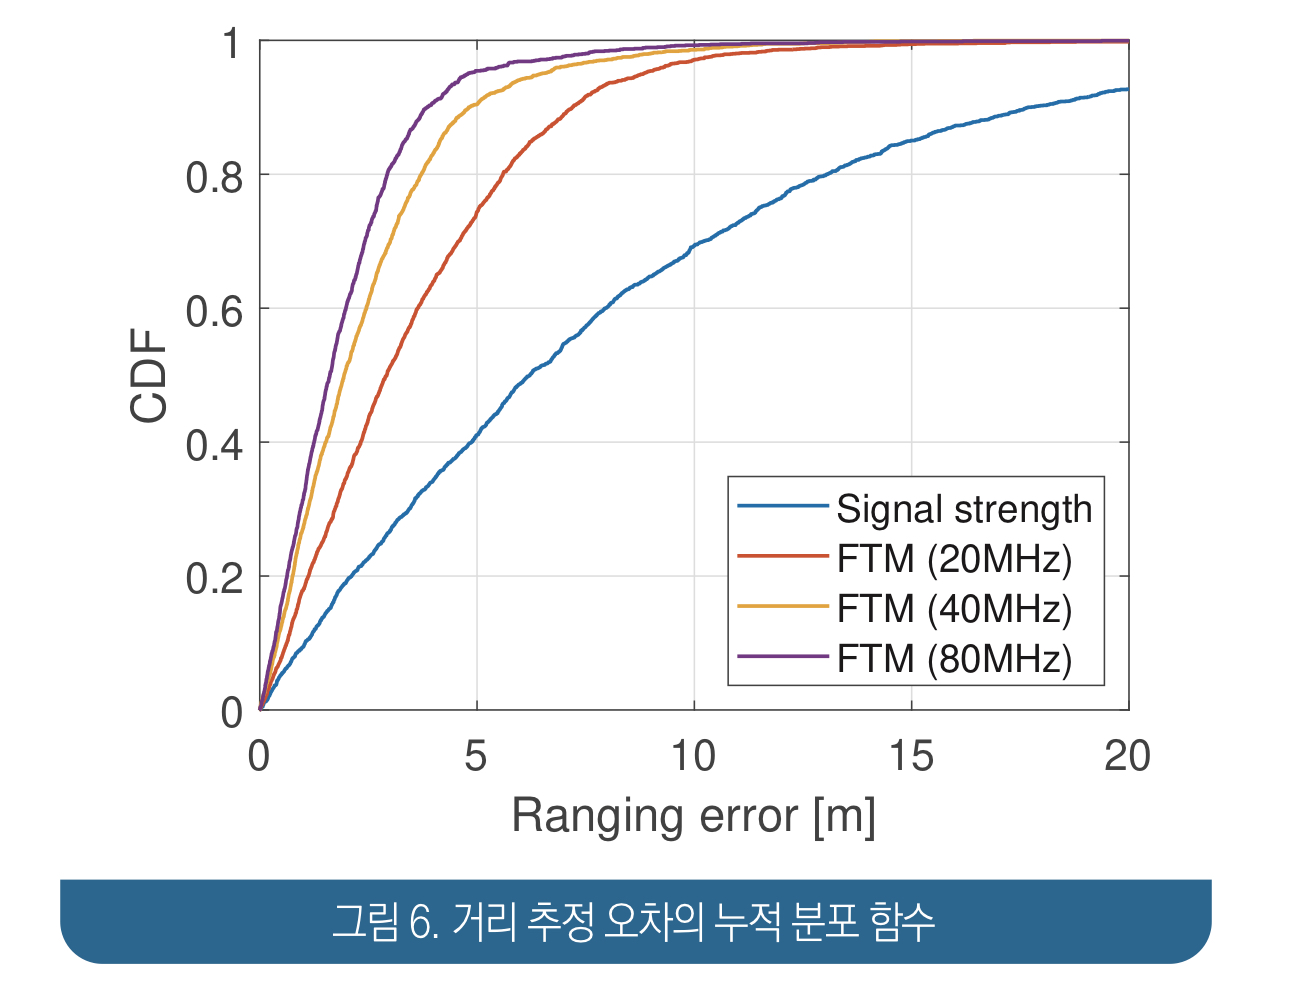 1
0.8
0.6
0.4
0.2
0
CDF
0 5 10 15 20
Ranging error [m]
Signal strength
FTM (20MHz)
FTM (40MHz)
FTM (80MHz)
그림 6. 거리 추정 오차의 누적 분포 함수